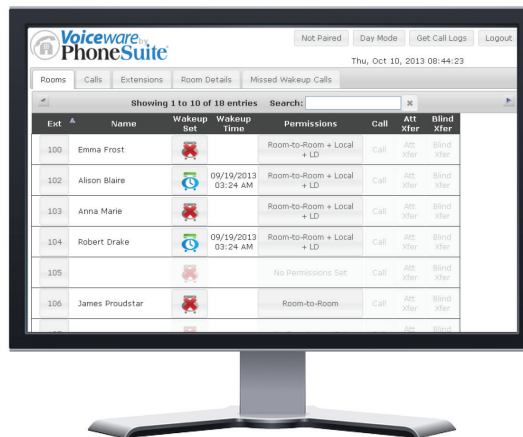 Voiceware by
PhoneSuite
Not Paired Day Mode Get Call Logs Logout
Thu, Oct 10, 2013 08:44:23
Rooms Calls Extensions Room Details Missed Wakeup Calls
Showing 1 to 10 of 18 entries Search:
Ext Name Wakeup Set Wakeup Time Permissions Call Att Xfer Blind Xfer
100 Emma Frost Room-to-Room + Local + LD Call Att Xfer Blind Xfer
102 Alison Blaire 09/19/2013 03:24 AM Room-to-Room + Local + LD Call Att Xfer Blind Xfer
103 Anna Marie Room-to-Room + Local + LD Call Att Xfer Blind Xfer
104 Robert Drake 09/19/2013 03:24 AM Room-to-Room + Local + LD Call Att Xfer Blind Xfer
105 No Permissions Set Call Att Xfer Blind Xfer
106 James Proudstar Room-to-Room Call Att Xfer Blind Xfer
Att Blind